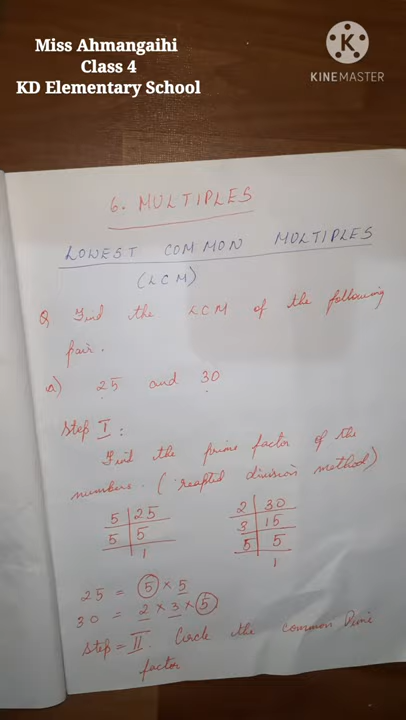 Miss Ahmangaihi
Class 4
KD Elementary School
K
KINEMASTER
6. MULTIPLES
LOWEST COMMON MULTIPLES
(LCM)
Q Find the LCM of the following
pair.
a) 25 and 30
Step I:
Find the prime factor of the
numbers. (reapted division method)
5 | 25
5 | 5
1
2 | 30
3 | 15
5 | 5
1
25 = 5 × 5
30 = 2 × 3 × 5
Step = II. Circle the common
factor